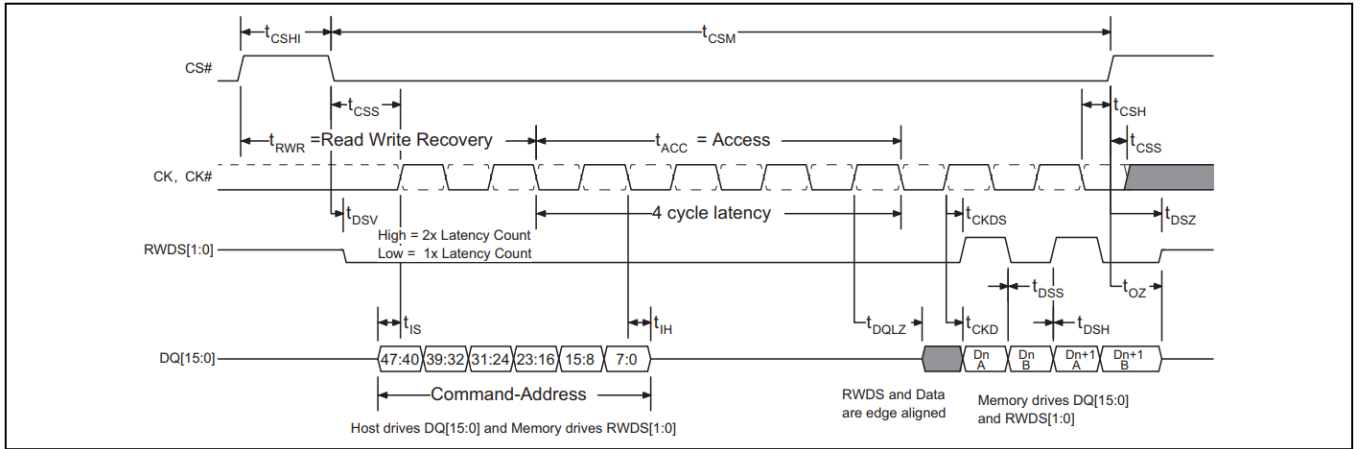 tCSHI
tCSM
CS#
tCSS
tCSH
tRWR =Read Write Recovery
tACC = Access
tCSS
CK, CK#
tDSV
4 cycle latency
tCKDS
tDSZ
High = 2x Latency Count
Low = 1x Latency Count
RWDS[1:0]
tDSS
tOZ
tIS
tIH
tDQLZ
tCKD
tDSH
DQ[15:0]
47:40 39:32 31:24 23:16 15:8 7:0
Dn A
Dn B
Dn+1 A
Dn+1 B
Command-Address
RWDS and Data
are edge aligned
Memory drives DQ[15:0]
and RWDS[1:0]
Host drives DQ[15:0] and Memory drives RWDS[1:0]